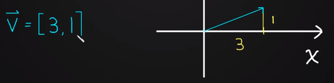 v⃗ = [3,1]
1
3
x